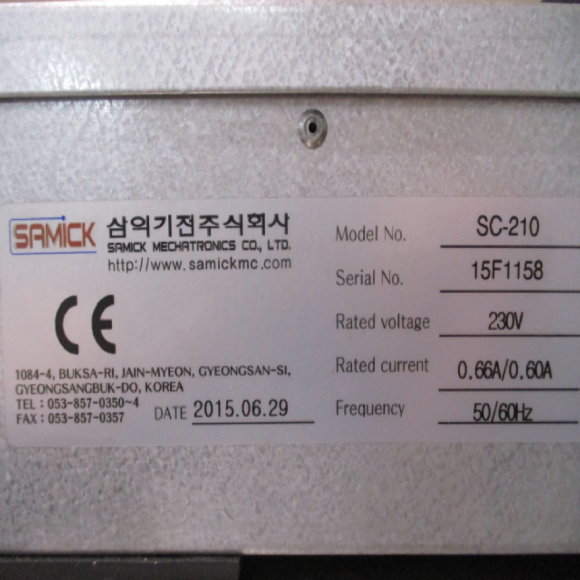 SAMICK 삼익기전주식회사
SAMICK MECHATRONICS CO., LTD.
http://www.samickmc.com
CE
1084-4, BUKSA-RI, JAIN-MYEON, GYEONGSAN-SI,
GYEONGSANGBUK-DO, KOREA
TEL : 053-857-0350~4
FAX : 053-857-0357
DATE 2015.06.29
Model No. SC-210
Serial No. 15F1158
Rated voltage 230V
Rated current 0.66A/0.60A
Frequency 50/60Hz